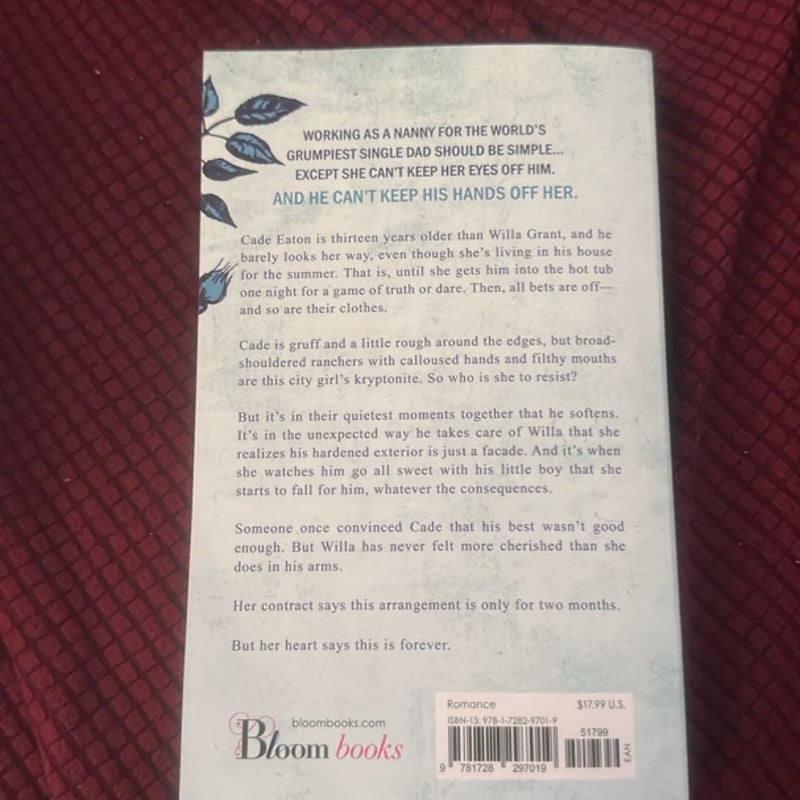 WORKING AS A NANNY FOR THE WORLD'S
GRUMPIEST SINGLE DAD SHOULD BE SIMPLE...
EXCEPT SHE CAN'T KEEP HER EYES OFF HIM.
AND HE CAN'T KEEP HIS HANDS OFF HER.
Cade Eaton is thirteen years older than Willa Grant, and he
barely looks her way, even though she's living in his house
for the summer. That is, until she gets him into the hot tub
one night for a game of truth or dare. Then, all bets are off—
and so are their clothes.
Cade is gruff and a little rough around the edges, but broad-
shouldered ranchers with calloused hands and filthy mouths
are this city girl's kryptonite. So who is she to resist?
But it's in their quietest moments together that he softens.
It's in the unexpected way he takes care of Willa that she
realizes his hardened exterior is just a facade. And it's when
she watches him go all sweet with his little boy that she
starts to fall for him, whatever the consequences.
Someone once convinced Cade that his best wasn't good
enough. But Willa has never felt more cherished than she
does in his arms.
Her contract says this arrangement is only for two months.
But her heart says this is forever.
bloombooks.com
Bloom books
Romance $17.99 U.S.
ISBN-13: 978-1-7282-9701-9
51799
9 781728 297019
EAN